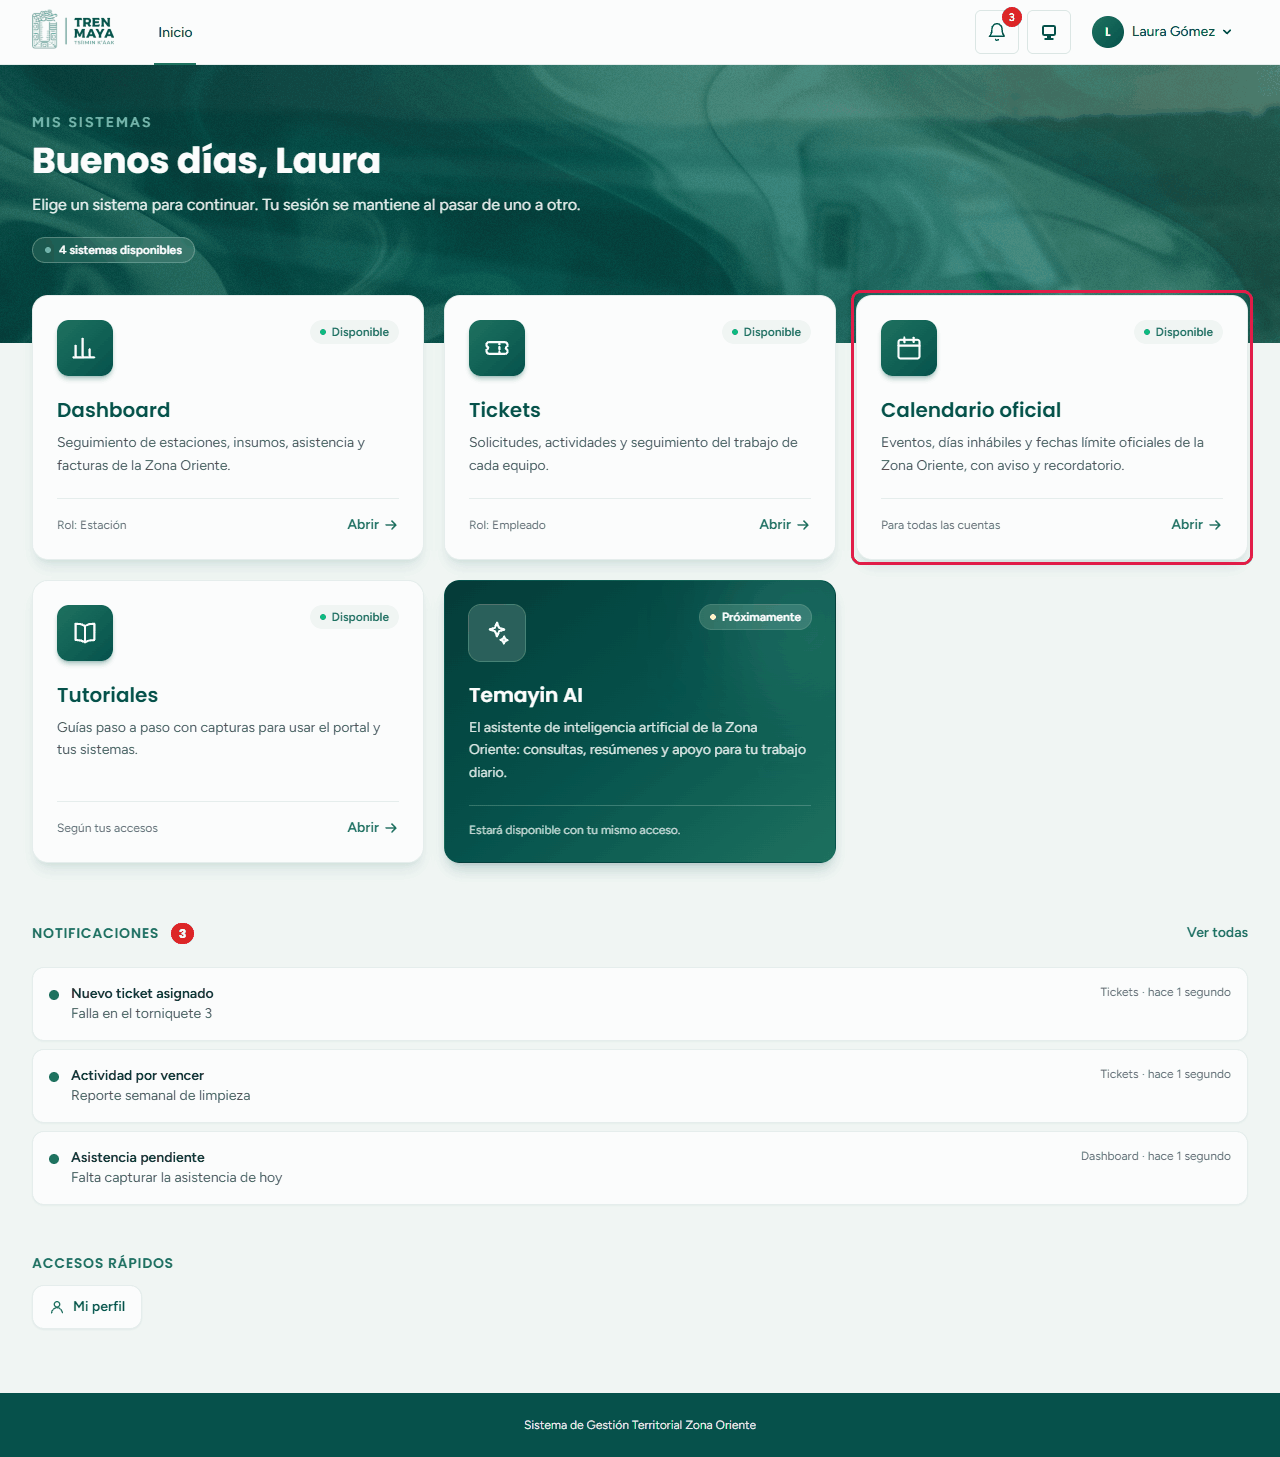 TREN
MAYA
TSÍIMIN K'ÁAK
Inicio
3
L
Laura Gómez
MIS SISTEMAS
Buenos días, Laura
Elige un sistema para continuar. Tu sesión se mantiene al pasar de uno a otro.
4 sistemas disponibles
Disponible
Dashboard
Seguimiento de estaciones, insumos, asistencia y
facturas de la Zona Oriente.
Rol: Estación
Abrir
Disponible
Tickets
Solicitudes, actividades y seguimiento del trabajo de
cada equipo.
Rol: Empleado
Abrir
Disponible
Calendario oficial
Eventos, días inhábiles y fechas límite oficiales de la
Zona Oriente, con aviso y recordatorio.
Para todas las cuentas
Abrir
Disponible
Tutoriales
Guías paso a paso con capturas para usar el portal y
tus sistemas.
Según tus accesos
Abrir
Próximamente
Temayin AI
El asistente de inteligencia artificial de la Zona
Oriente: consultas, resúmenes y apoyo para tu trabajo
diario.
Estará disponible con tu mismo acceso.
NOTIFICACIONES
3
Ver todas
Nuevo ticket asignado
Tickets · hace 1 segundo
Falla en el torniquete 3
Actividad por vencer
Tickets · hace 1 segundo
Reporte semanal de limpieza
Asistencia pendiente
Dashboard · hace 1 segundo
Falta capturar la asistencia de hoy
ACCESOS RÁPIDOS
Mi perfil
Sistema de Gestión Territorial Zona Oriente